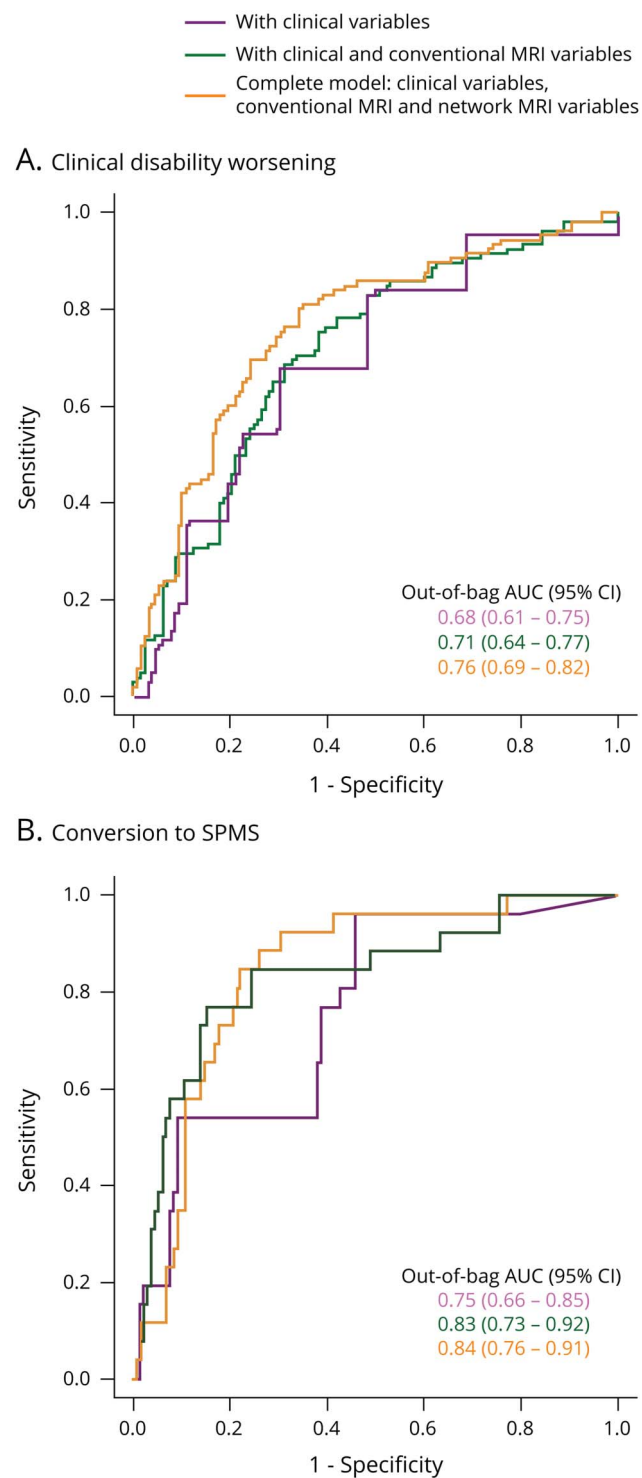 With clinical variables
With clinical and conventional MRI variables
Complete model: clinical variables,
conventional MRI and network MRI variables
A. Clinical disability worsening
1.0
0.8
0.6
0.4
0.2
0.0
Sensitivity
Out-of-bag AUC (95% CI)
0.68 (0.61 – 0.75)
0.71 (0.64 – 0.77)
0.76 (0.69 – 0.82)
0.0 0.2 0.4 0.6 0.8 1.0
1 - Specificity
B. Conversion to SPMS
1.0
0.8
0.6
0.4
0.2
0.0
Sensitivity
Out-of-bag AUC (95% CI)
0.75 (0.66 – 0.85)
0.83 (0.73 – 0.92)
0.84 (0.76 – 0.91)
0.0 0.2 0.4 0.6 0.8 1.0
1 - Specificity